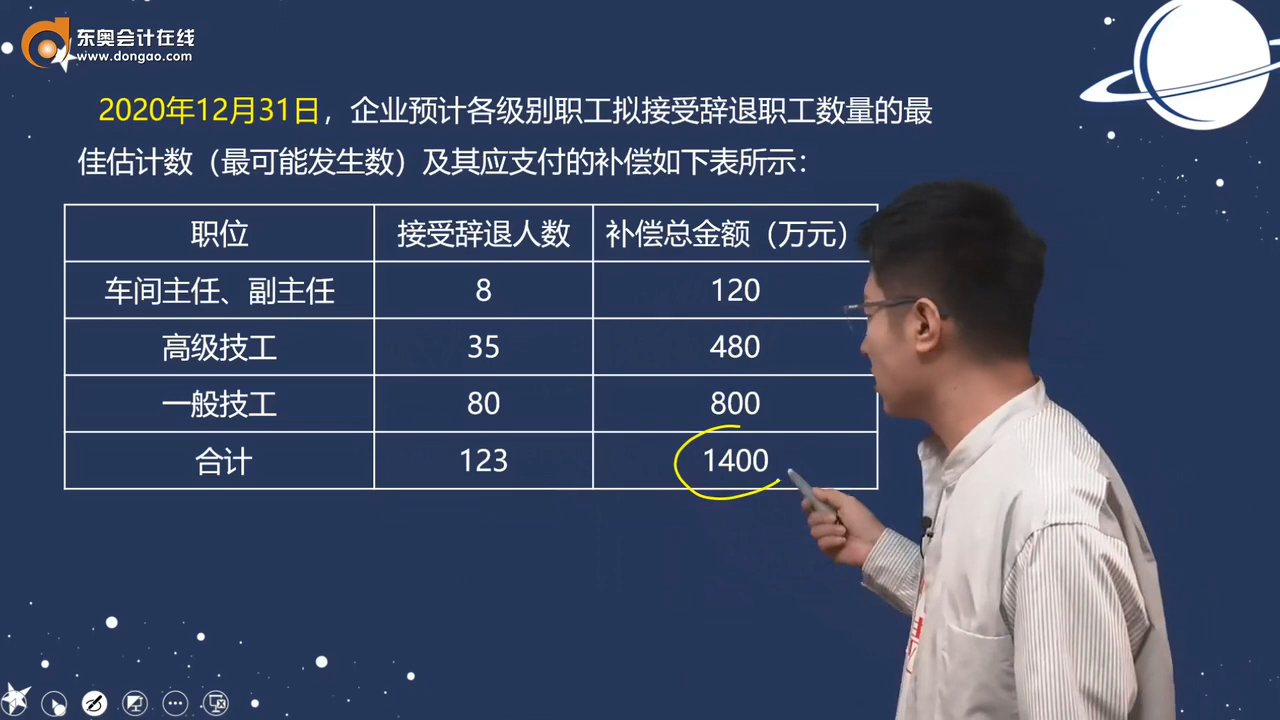 东奥会计在线
www.dongao.com
2020年12月31日，企业预计各级别职工拟接受辞退职工数量的最
佳估计数（最可能发生数）及其应支付的补偿如下表所示：
职位 接受辞退人数 补偿总金额（万元）
车间主任、副主任 8 120
高级技工 35 480
一般技工 80 800
合计 123 1400